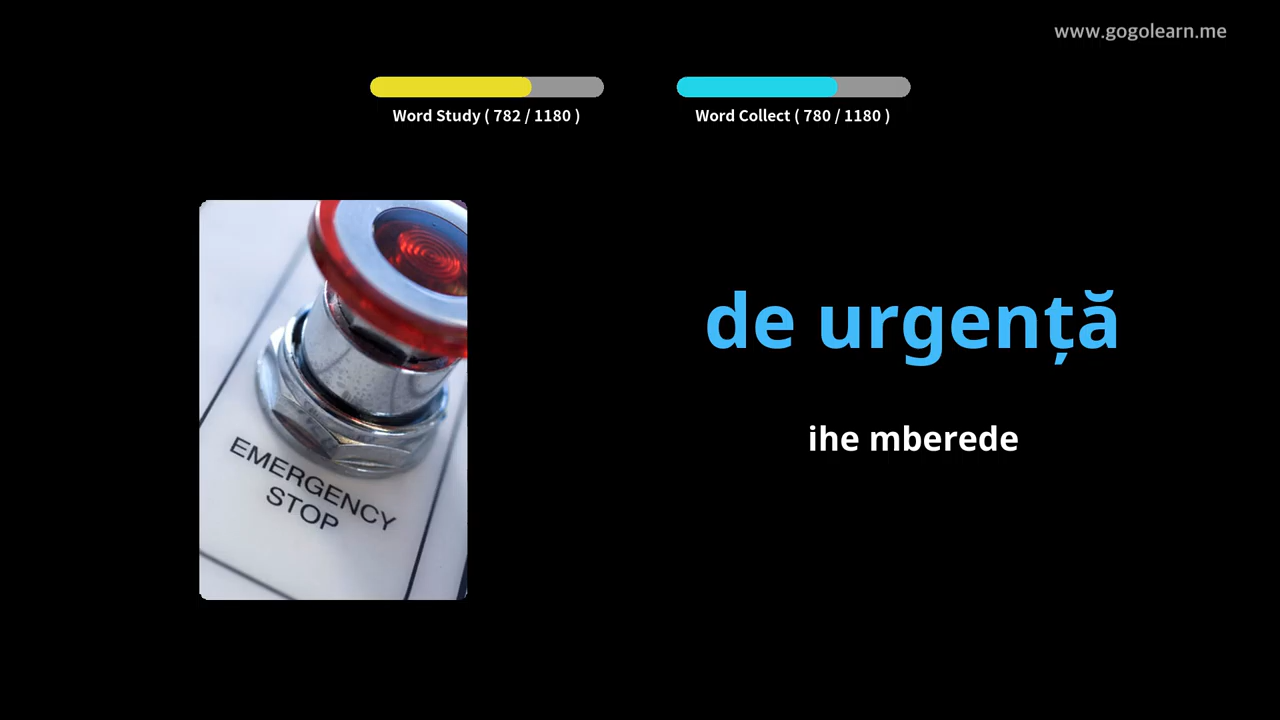 www.gogolearn.me
Word Study ( 782 / 1180 )
Word Collect ( 780 / 1180 )
de urgență
ihe mberede
EMERGENCY
STOP